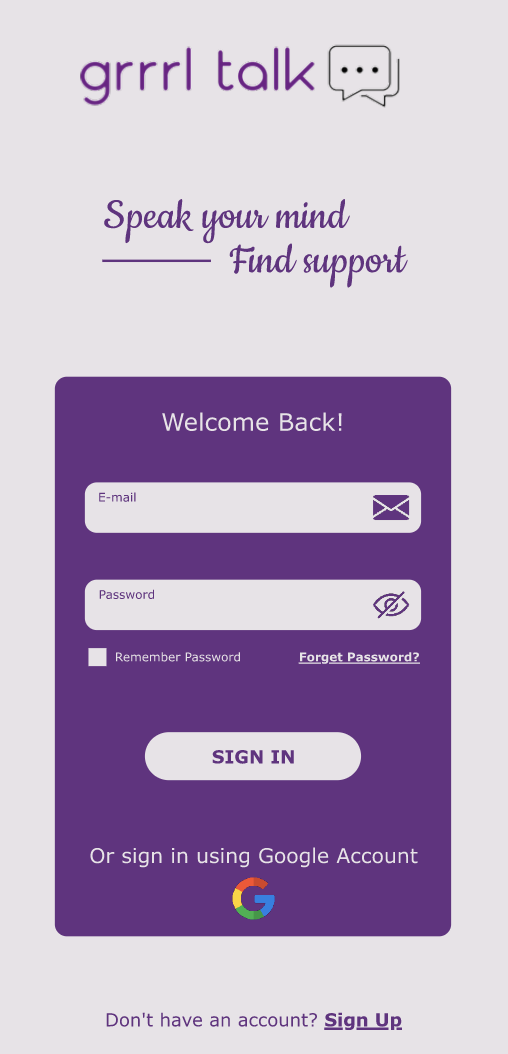 grrrl talk
Speak your mind
Find support
Welcome Back!
E-mail
Password
Remember Password Forget Password?
SIGN IN
Or sign in using Google Account
Don't have an account? Sign Up